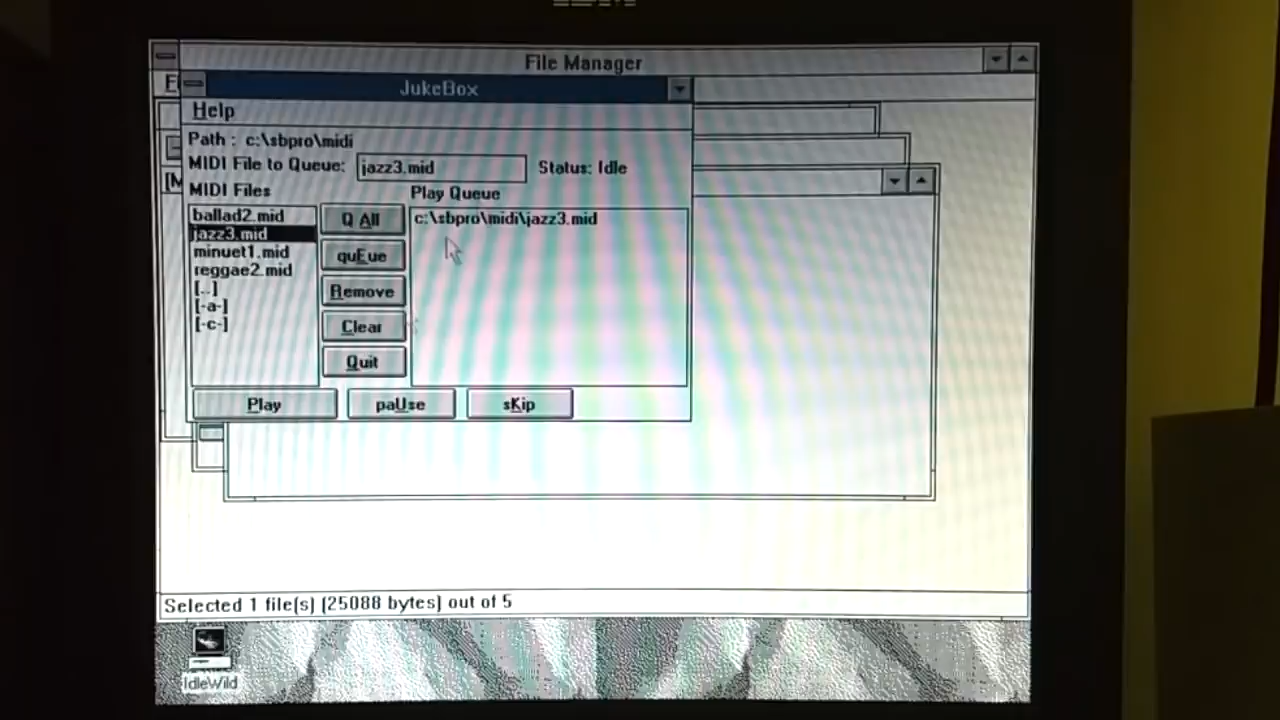 File Manager
JukeBox
Help
Path : c:\sbpro\midi
MIDI File to Queue: jazz3.mid Status: Idle
MIDI Files
Play Queue
ballad2.mid
jazz3.mid
minuet1.mid
reggae2.mid
[..]
[-a-]
[-c-]
Q All
quEue
Remove
Clear
Quit
c:\sbpro\midi\jazz3.mid
Play paUse sKip
Selected 1 file(s) (25088 bytes) out of 5
IdleWild